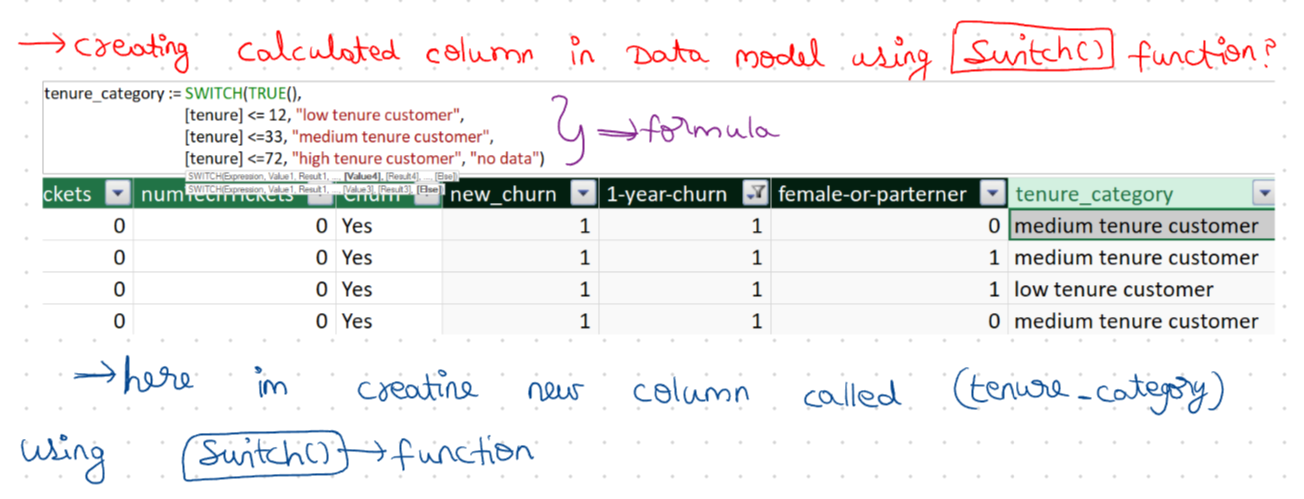 → creating calculated column in Data model using Switch() function?
tenure_category := SWITCH(TRUE(),
[tenure] <= 12, "low tenure customer",
[tenure] <=33, "medium tenure customer",
[tenure] <=72, "high tenure customer", "no data")
→ formula
SWITCH(Expression, Value1, Result1, ... [Value4], [Result4], ... [Else])
SWITCH(Expression, Value1, Result1, ... [Value3], [Result3], [Else])
ckets numTechTickets Churn new_churn 1-year-churn female-or-parterner tenure_category
0 0 Yes 1 1 0 medium tenure customer
0 0 Yes 1 1 1 medium tenure customer
0 0 Yes 1 1 1 low tenure customer
0 0 Yes 1 1 0 medium tenure customer
→ here im creatine new column called (tenure_category)
using Switch() → function